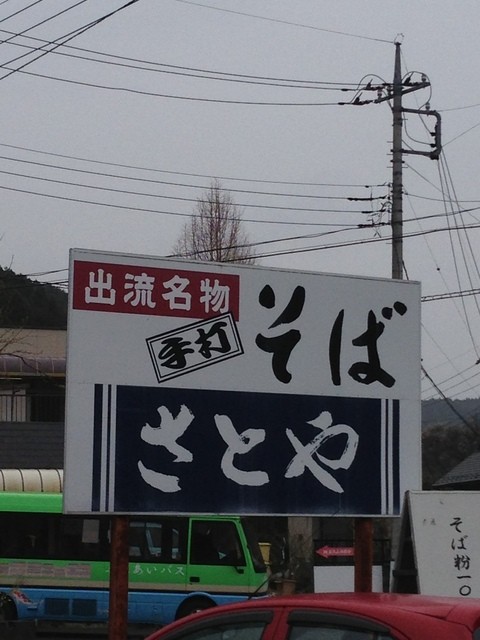 出流名物
手打
そば
さとや
あいバス
そば粉一〇